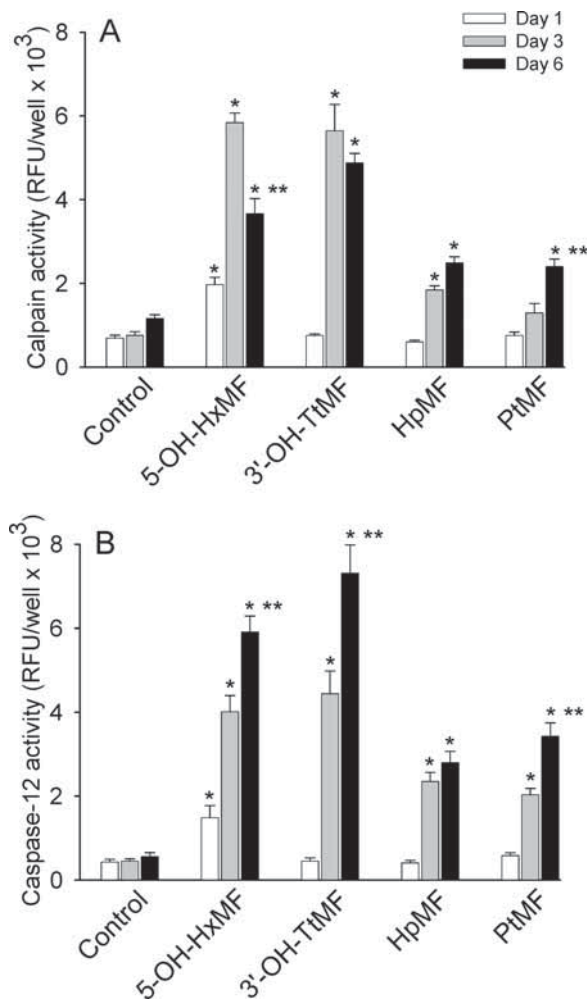 A
Day 1
Day 3
Day 6
Calpain activity (RFU/well x 10³)
8
6
4
2
0
*
*
* **
*
*
*
*
* **
Control
5-OH-HxMF
3'-OH-TtMF
HpMF
PtMF
B
Caspase-12 activity (RFU/well x 10³)
8
6
4
2
0
*
*
* **
*
* **
*
*
*
* **
Control
5-OH-HxMF
3'-OH-TtMF
HpMF
PtMF